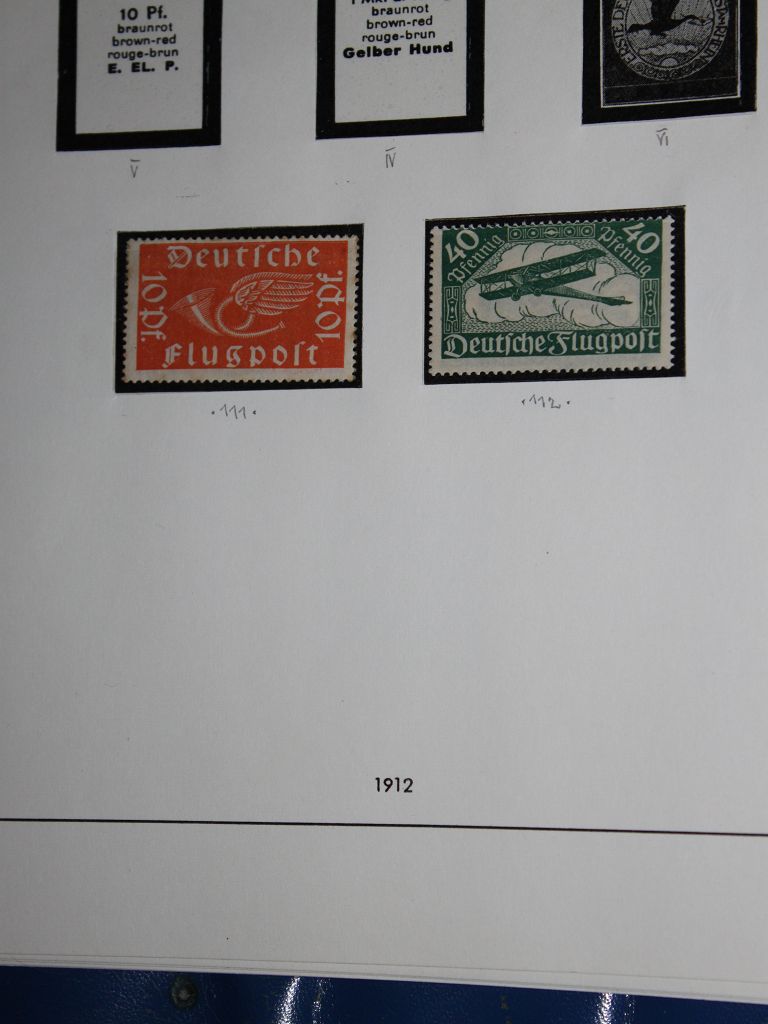 10 Pf.
braunrot
brown-red
rouge-brun
E. EL. P.
braunrot
brown-red
rouge-brun
Gelber Hund
V
IV
VI
Deutsche
10 Pf.
10 Pf.
Flugpost
40
Pfennig
40
Pfennig
Deutsche Flugpost
.111.
.112.
1912